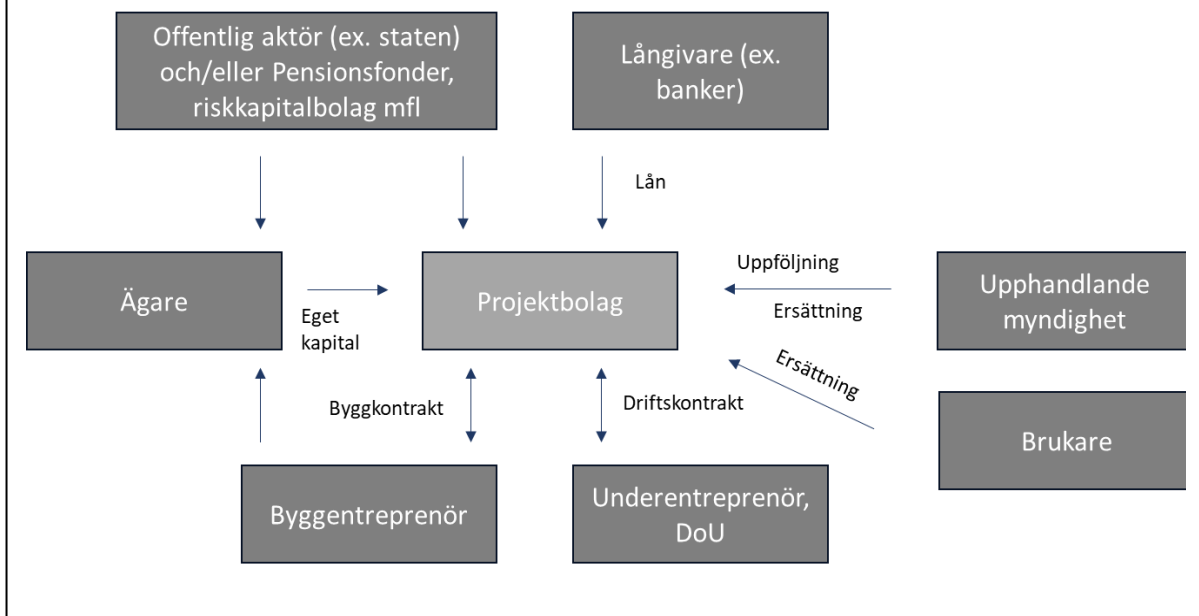 Offentlig aktör (ex. staten)
och/eller Pensionsfonder,
riskkapitalbolag mfl
Långivare (ex.
banker)
Lån
Ägare
Eget
kapital
Projektbolag
Uppföljning
Ersättning
Upphandlande
myndighet
Ersättning
Byggkontrakt
Driftskontrakt
Brukare
Byggentreprenör
Underentreprenör,
DoU